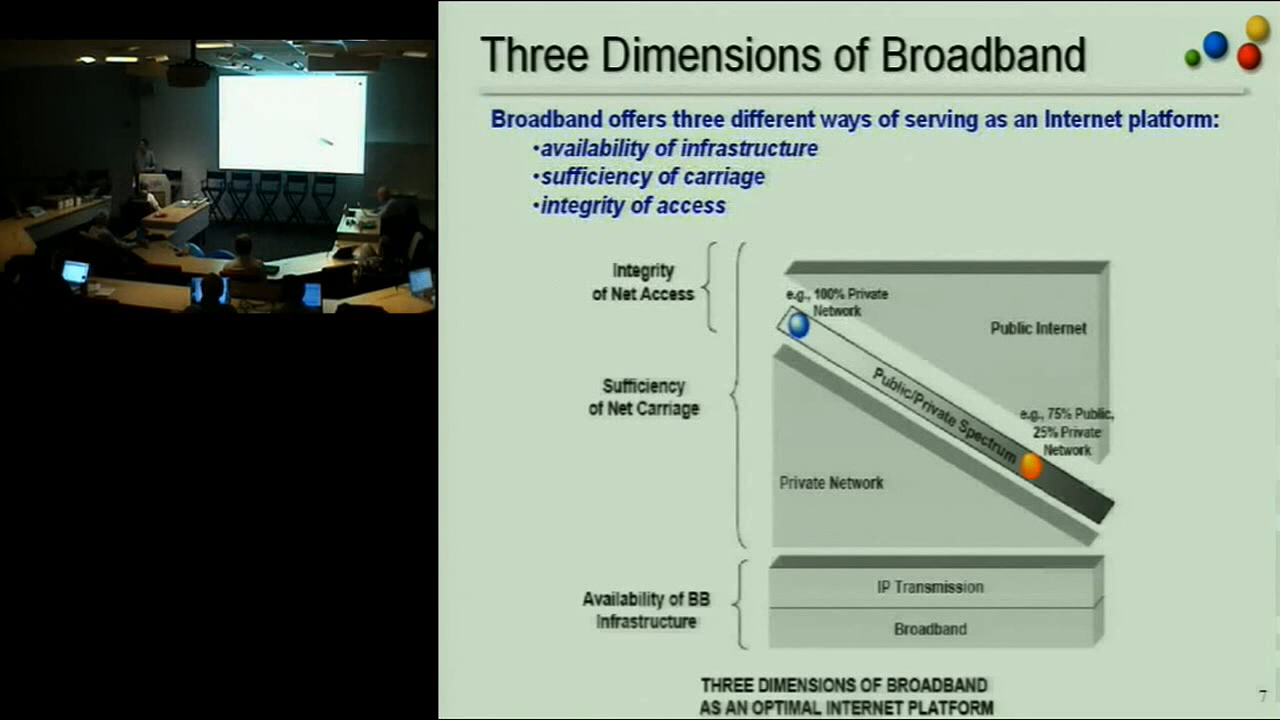 Three Dimensions of Broadband
Broadband offers three different ways of serving as an Internet platform:
•availability of infrastructure
•sufficiency of carriage
•integrity of access
Integrity
of Net Access
e.g., 100% Private
Network
Public Internet
Sufficiency
of Net Carriage
Public/Private Spectrum
e.g., 75% Public,
25% Private
Network
Private Network
IP Transmission
Availability of BB
Infrastructure
Broadband
THREE DIMENSIONS OF BROADBAND
AS AN OPTIMAL INTERNET PLATFORM
7